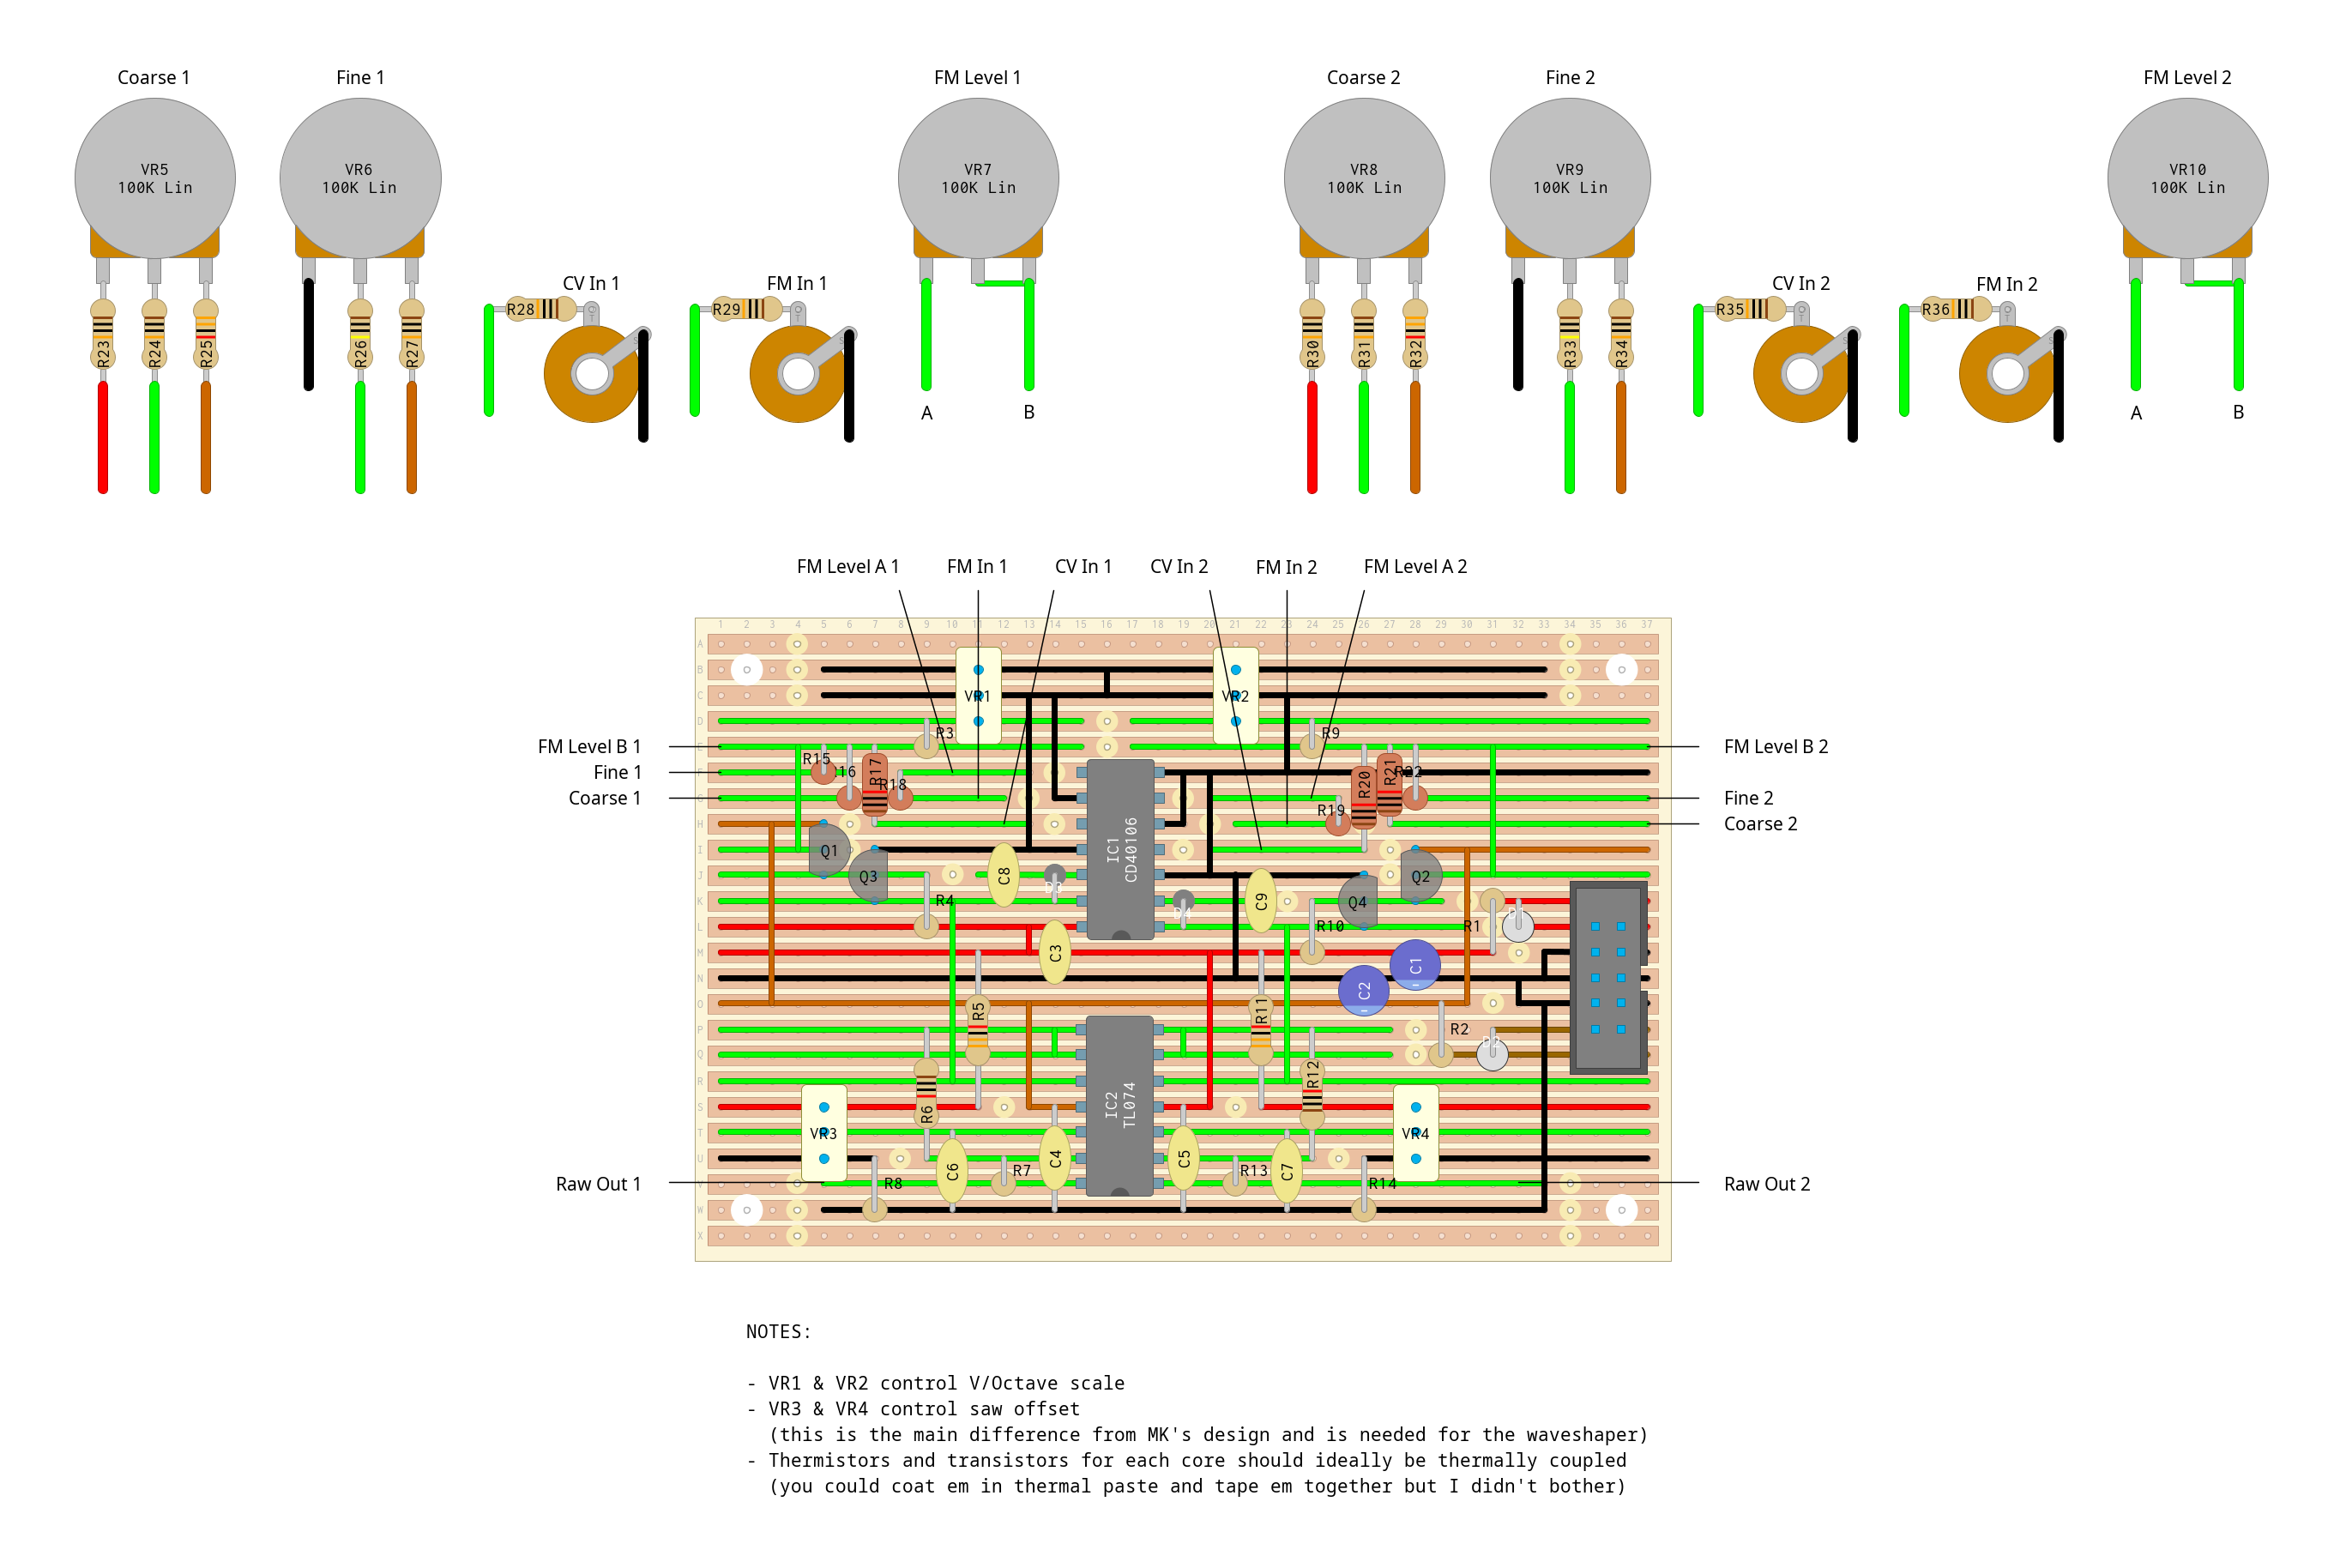 Coarse 1
Fine 1
FM Level 1
Coarse 2
Fine 2
FM Level 2
VR5
100K Lin
VR6
100K Lin
VR7
100K Lin
VR8
100K Lin
VR9
100K Lin
VR10
100K Lin
CV In 1
FM In 1
CV In 2
FM In 2
R28
R29
R35
R36
R23
R24
R25
R26
R27
R30
R31
R32
R33
R34
A
B
A
B
FM Level A 1
FM In 1
CV In 1
CV In 2
FM In 2
FM Level A 2
1 2 3 4 5 6 7 8 9 10 11 12 13 14 15 16 17 18 19 20 21 22 23 24 25 26 27 28 29 30 31 32 33 34 35 36 37
A
B
C
D
E
F
G
H
I
J
K
L
M
N
O
P
Q
R
S
T
U
V
W
X
VR1
VR2
R3
R9
FM Level B 1
FM Level B 2
Fine 1
Coarse 1
Fine 2
Coarse 2
R15
R16
R17
R18
R19
R20
R21
R22
Q1
Q3
C8
D3
IC1
CD40106
D4
C9
Q4
Q2
R4
R10
R1
D1
C3
C1
C2
R5
R11
R2
D2
R6
R12
IC2
TL074
VR3
VR4
C6
R7
C4
C5
R13
C7
R8
R14
Raw Out 1
Raw Out 2
NOTES:
- VR1 & VR2 control V/Octave scale
- VR3 & VR4 control saw offset
(this is the main difference from MK's design and is needed for the waveshaper)
- Thermistors and transistors for each core should ideally be thermally coupled
(you could coat em in thermal paste and tape em together but I didn't bother)